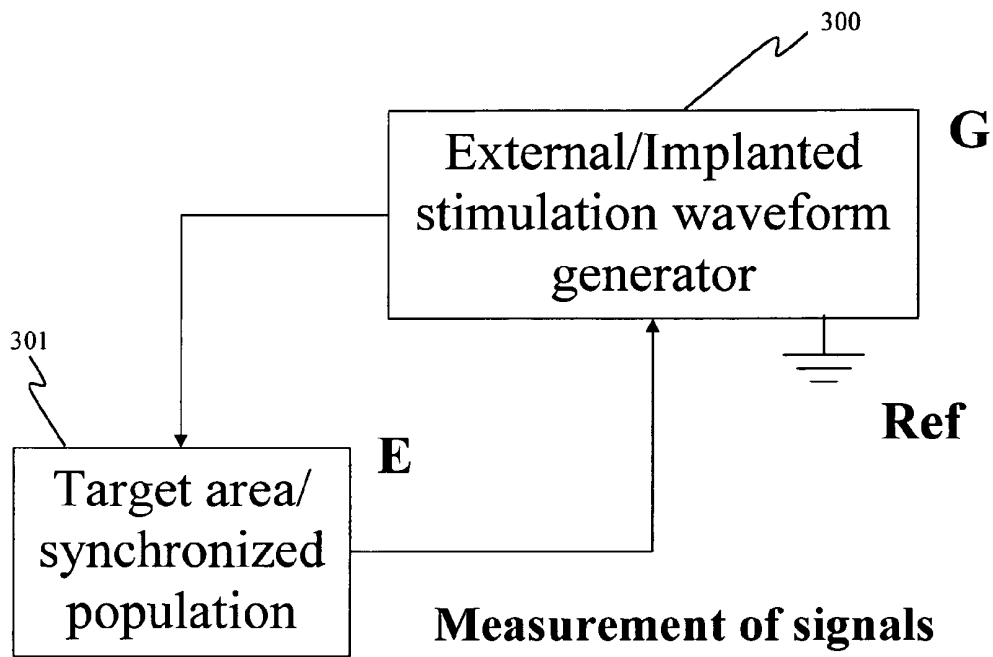 300
External/Implanted
stimulation waveform
generator
G
Ref
301
E
Target area/
synchronized
population
Measurement of signals